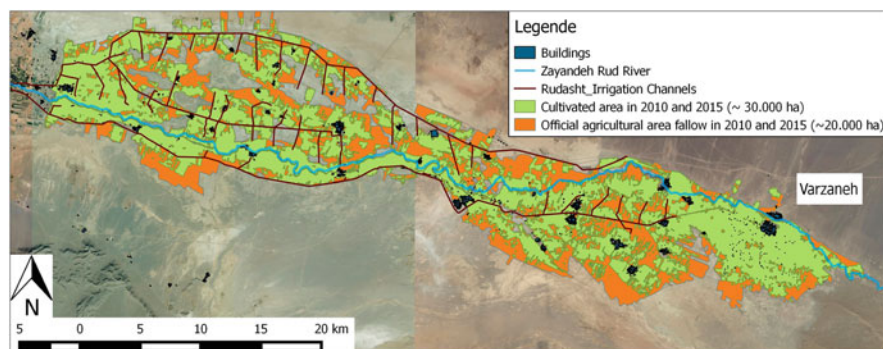 Legende
Buildings
Zayandeh Rud River
Rudasht_Irrigation Channels
Cultivated area in 2010 and 2015 (~ 30.000 ha)
Official agricultural area fallow in 2010 and 2015 (~20.000 ha)
Varzaneh
N
5 0 5 10 15 20 km